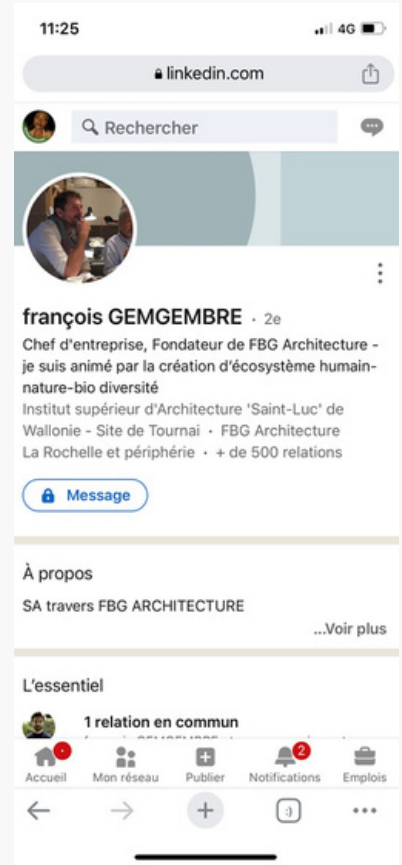 11:25
4G
linkedin.com
Rechercher
françois GEMGEMBRE · 2e
Chef d'entreprise, Fondateur de FBG Architecture -
je suis animé par la création d'écosystème humain-
nature-bio diversité
Institut supérieur d'Architecture 'Saint-Luc' de
Wallonie - Site de Tournai · FBG Architecture
La Rochelle et périphérie · + de 500 relations
Message
À propos
SA travers FBG ARCHITECTURE
...Voir plus
L'essentiel
1 relation en commun
2
Accueil Mon réseau Publier Notifications Emplois
:)